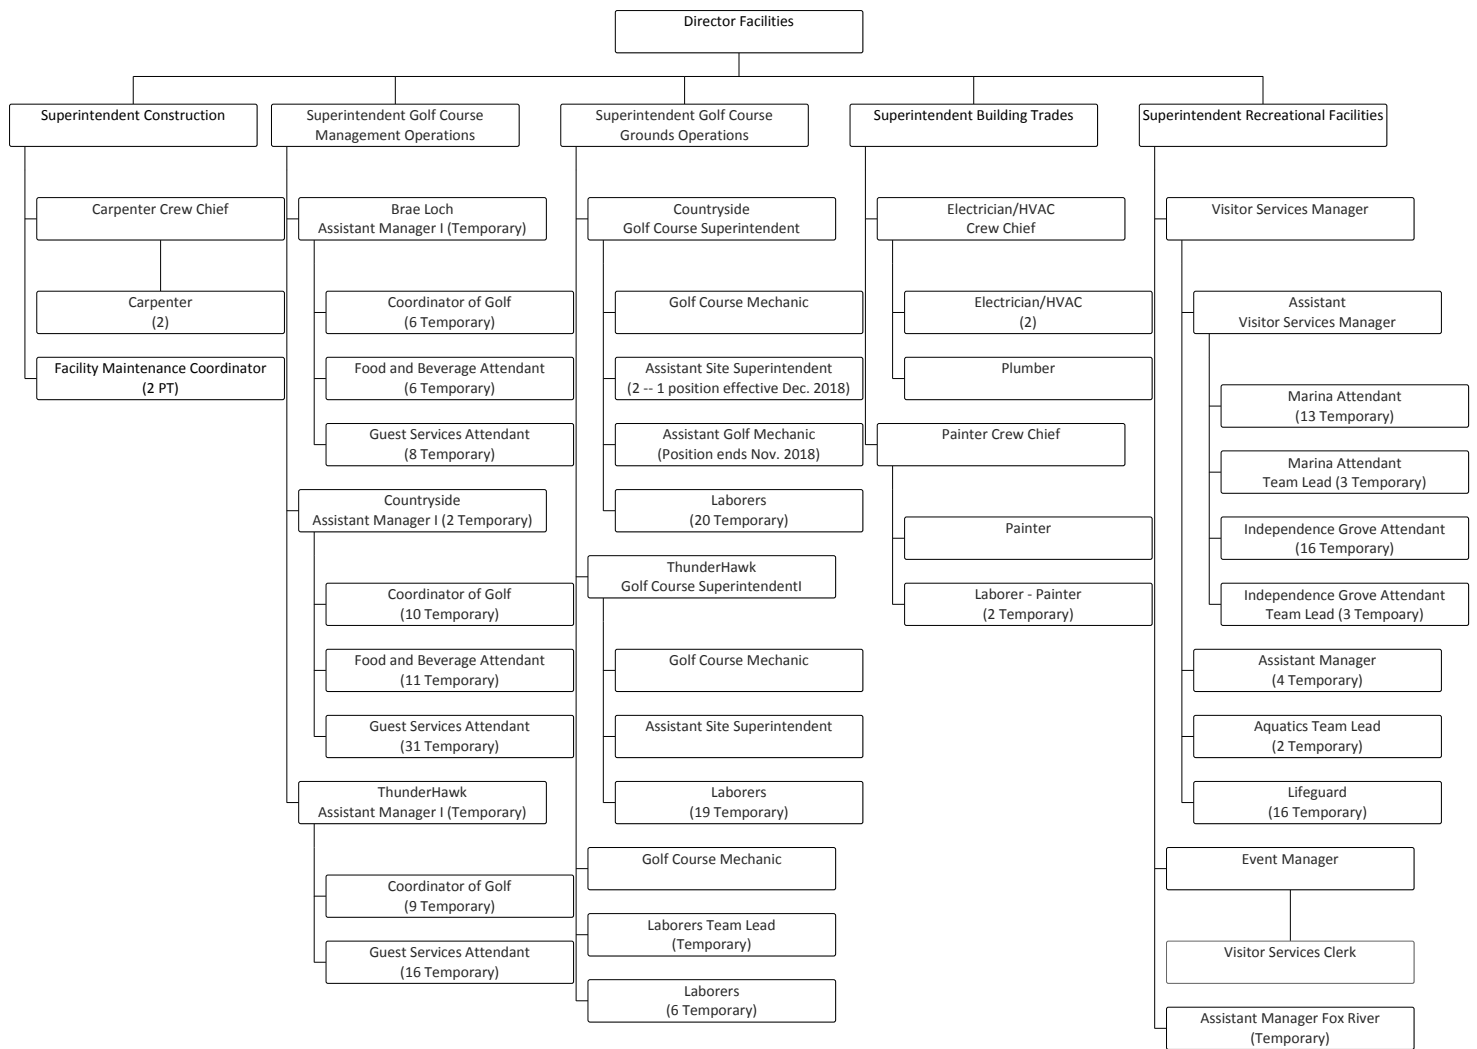 Director Facilities
Superintendent Construction
Carpenter Crew Chief
Carpenter
(2)
Facility Maintenance Coordinator
(2 PT)
Superintendent Golf Course
Management Operations
Brae Loch
Assistant Manager I (Temporary)
Coordinator of Golf
(6 Temporary)
Food and Beverage Attendant
(6 Temporary)
Guest Services Attendant
(8 Temporary)
Countryside
Assistant Manager I (2 Temporary)
Coordinator of Golf
(10 Temporary)
Food and Beverage Attendant
(11 Temporary)
Guest Services Attendant
(31 Temporary)
ThunderHawk
Assistant Manager I (Temporary)
Coordinator of Golf
(9 Temporary)
Guest Services Attendant
(16 Temporary)
Superintendent Golf Course
Grounds Operations
Countryside
Golf Course Superintendent
Golf Course Mechanic
Assistant Site Superintendent
(2 -- 1 position effective Dec. 2018)
Assistant Golf Mechanic
(Position ends Nov. 2018)
Laborers
(20 Temporary)
ThunderHawk
Golf Course SuperintendentI
Golf Course Mechanic
Assistant Site Superintendent
Laborers
(19 Temporary)
Golf Course Mechanic
Laborers Team Lead
(Temporary)
Laborers
(6 Temporary)
Superintendent Building Trades
Electrician/HVAC
Crew Chief
Electrician/HVAC
(2)
Plumber
Painter Crew Chief
Painter
Laborer - Painter
(2 Temporary)
Superintendent Recreational Facilities
Visitor Services Manager
Assistant
Visitor Services Manager
Marina Attendant
(13 Temporary)
Marina Attendant
Team Lead (3 Temporary)
Independence Grove Attendant
(16 Temporary)
Independence Grove Attendant
Team Lead (3 Tempoary)
Assistant Manager
(4 Temporary)
Aquatics Team Lead
(2 Temporary)
Lifeguard
(16 Temporary)
Event Manager
Visitor Services Clerk
Assistant Manager Fox River
(Temporary)